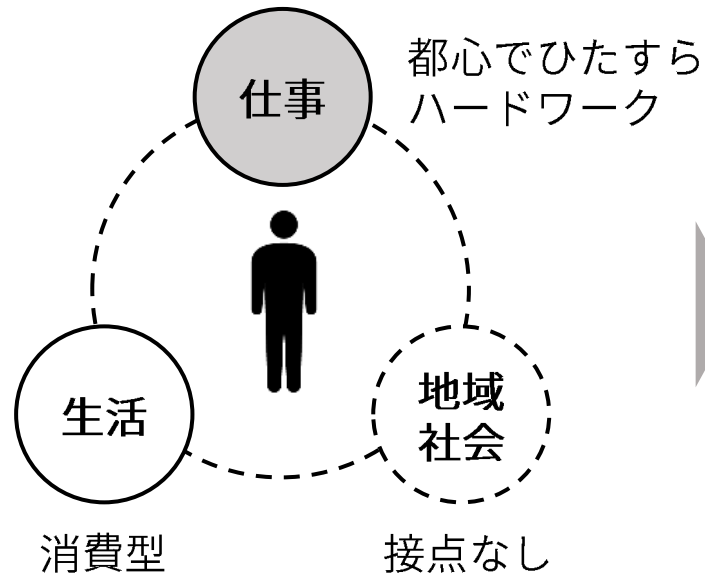 仕事
都心でひたすら
ハードワーク
生活
地域
社会
消費型
接点なし